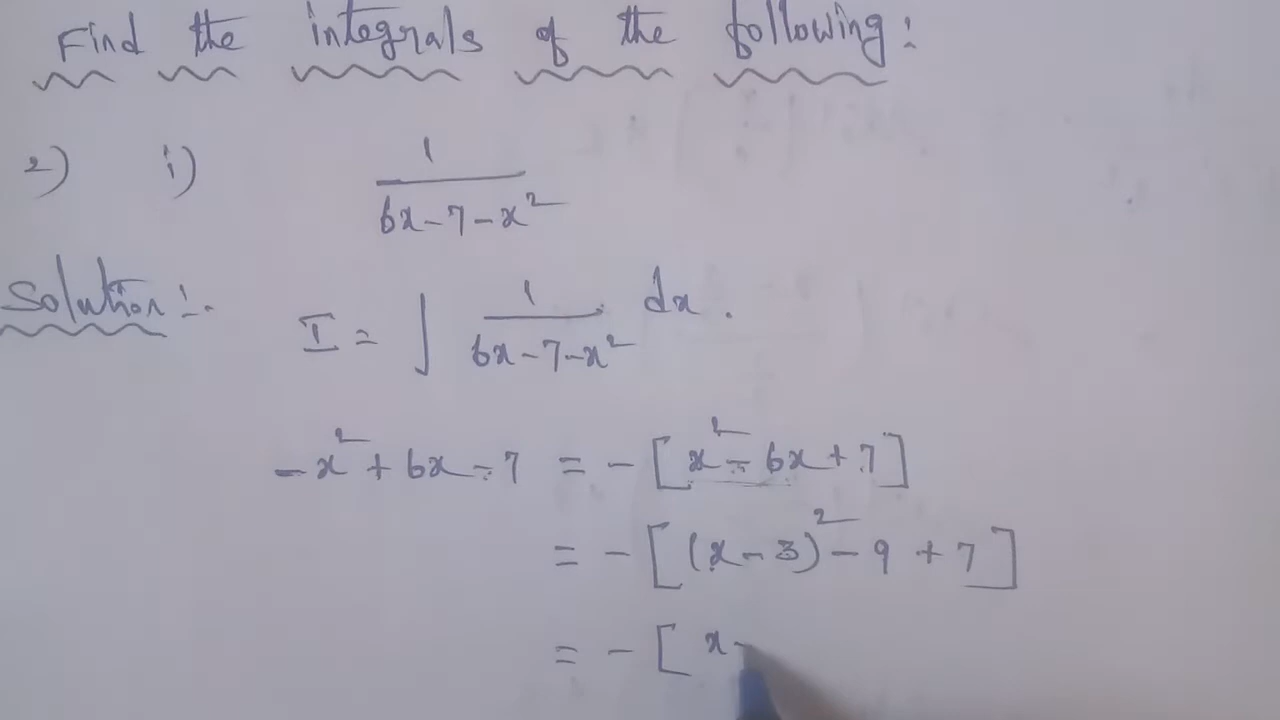 Find the integrals of the following:
2) i) 1/(6x-7-x²)
Solution:- I = ∫ 1/(6x-7-x²) dx.
-x² + 6x - 7 = -[x² - 6x + 7]
= -[(x-3)² - 9 + 7]
= -[ x-